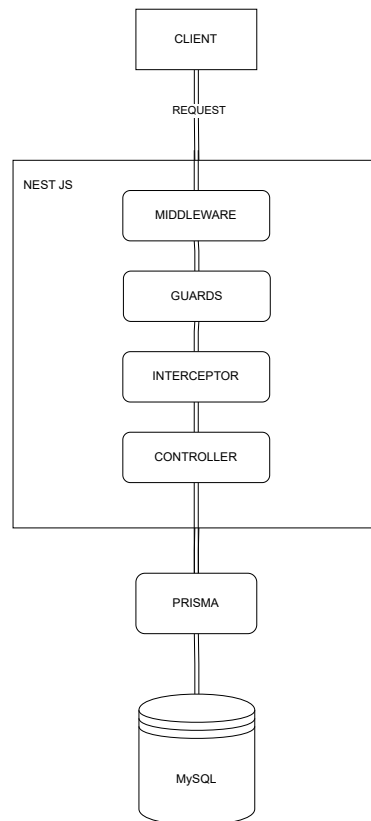 CLIENT
REQUEST
NEST JS
MIDDLEWARE
GUARDS
INTERCEPTOR
CONTROLLER
PRISMA
MySQL